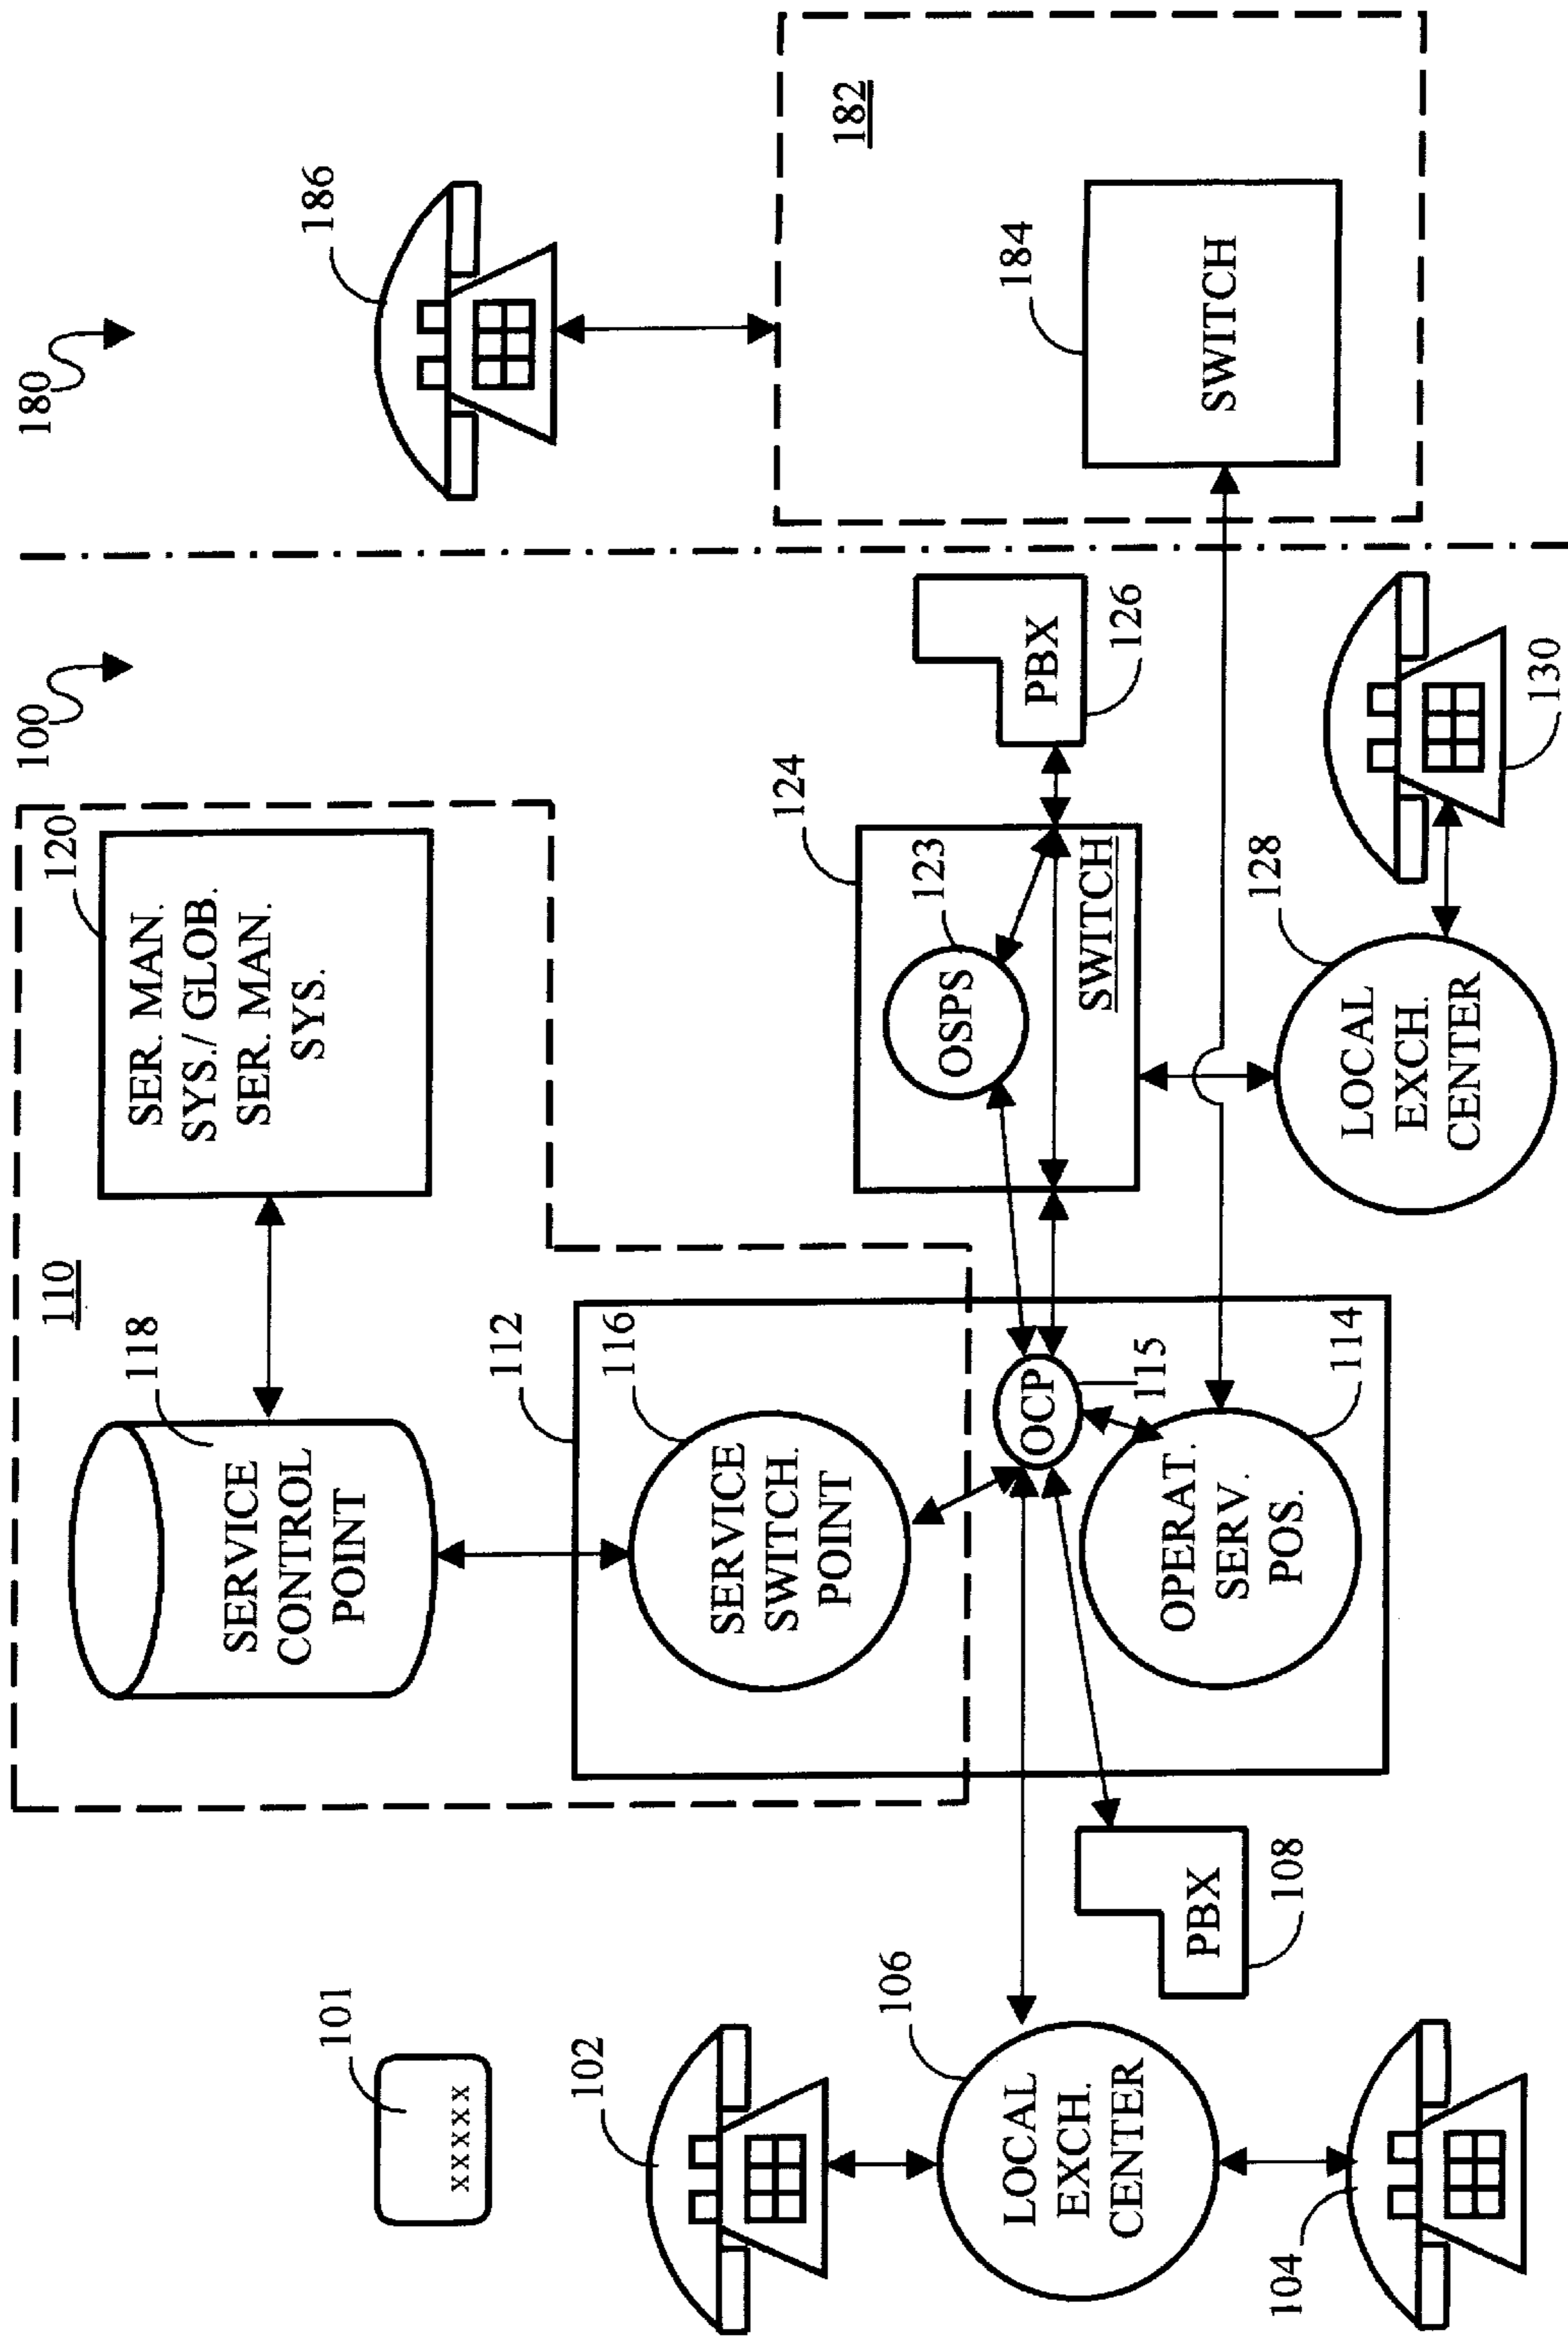 100
180
110
120
SER. MAN.
SYS./ GLOB.
SER. MAN.
SYS.
118
SERVICE
CONTROL
POINT
101
xxxxx
186
112
116
SERVICE
SWITCH.
POINT
102
124
123
OSPS
SWITCH
PBX
126
182
184
SWITCH
106
LOCAL
EXCH.
CENTER
OCP
115
PBX
108
OPERAT.
SERV.
POS.
114
128
LOCAL
EXCH.
CENTER
130
104